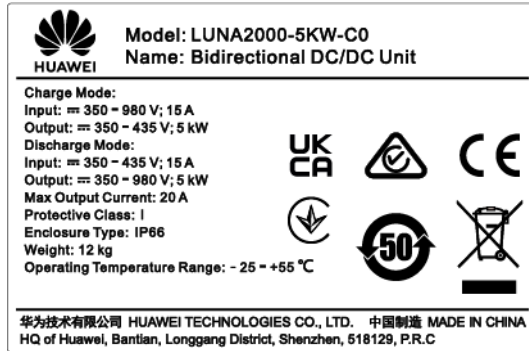 HUAWEI
Model: LUNA2000-5KW-C0
Name: Bidirectional DC/DC Unit
Charge Mode:
Input: ⎓ 350 - 980 V; 15 A
Output: ⎓ 350 - 435 V; 5 kW
Discharge Mode:
Input: ⎓ 350 - 435 V; 15 A
Output: ⎓ 350 - 980 V; 5 kW
Max Output Current: 20 A
Protective Class: I
Enclosure Type: IP66
Weight: 12 kg
Operating Temperature Range: - 25 - +55 ℃
UK
CA
CE
50
华为技术有限公司 HUAWEI TECHNOLOGIES CO., LTD. 中国制造 MADE IN CHINA
HQ of Huawei, Bantian, Longgang District, Shenzhen, 518129, P.R.C